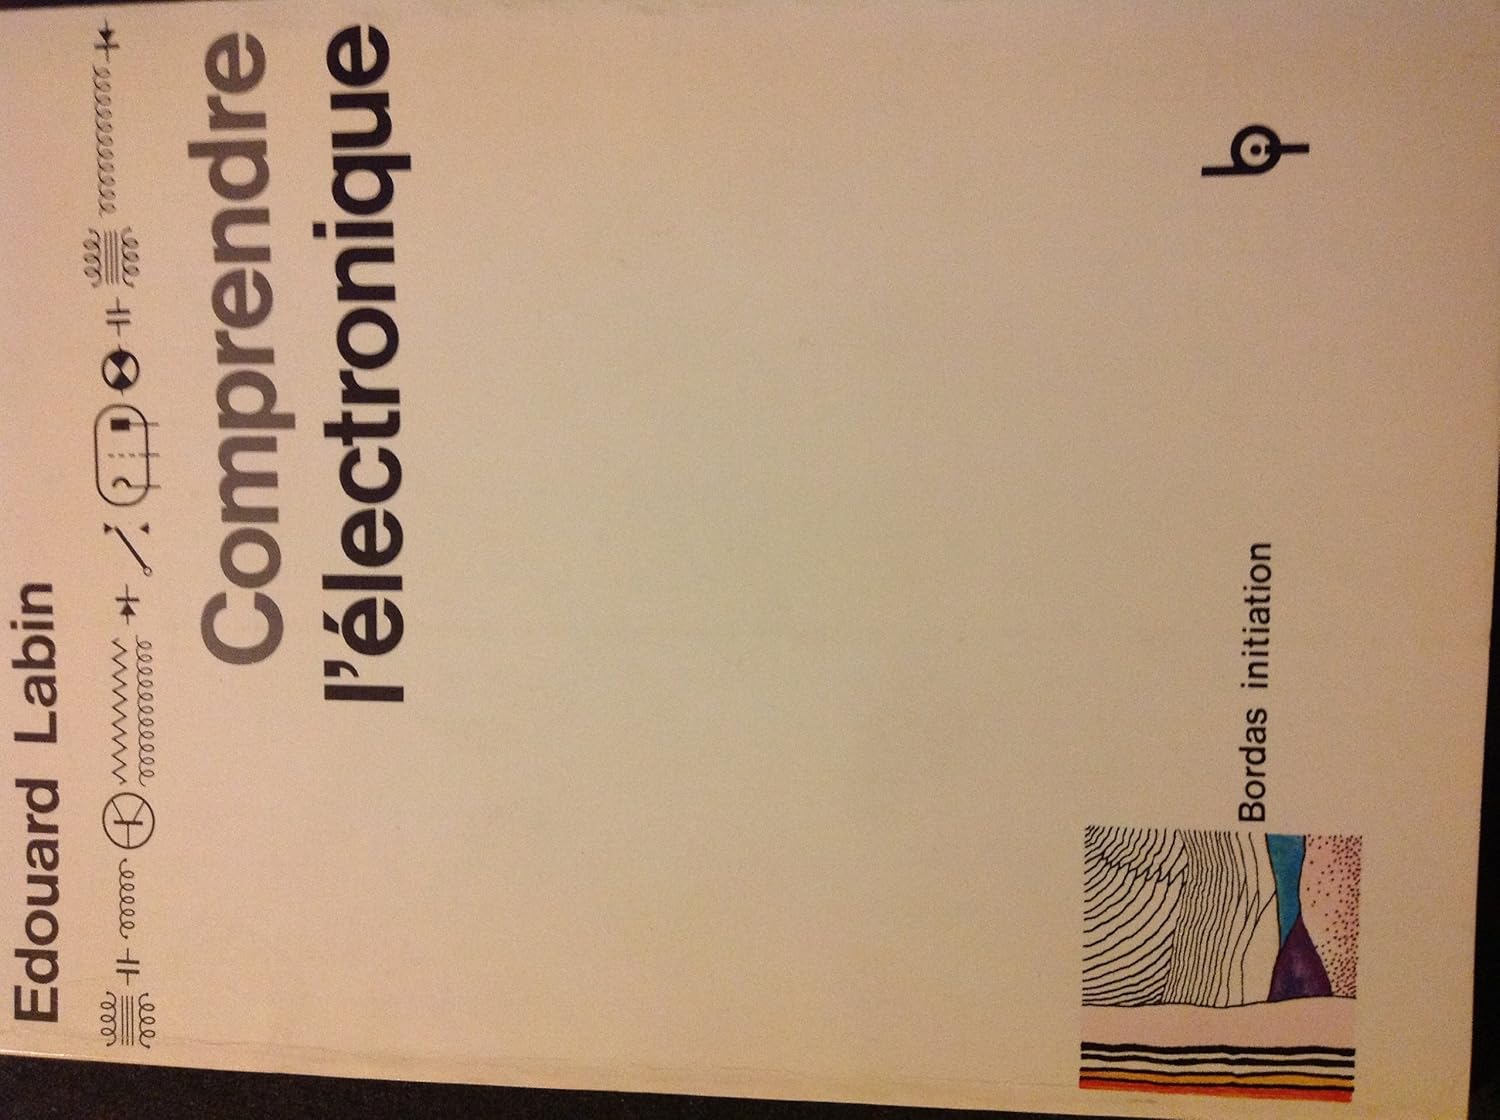 Edouard Labin
Comprendre
l'électronique
Bordas initiation